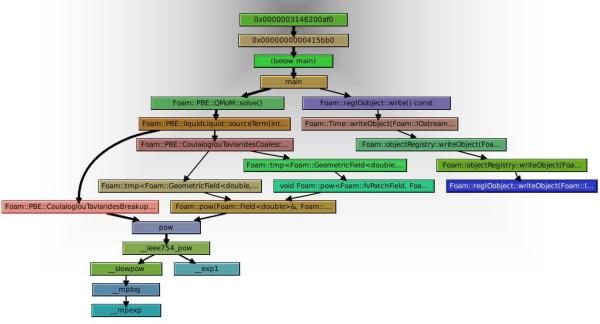 0x0000003146200af0
0x0000000000415bb0
(below main)
main
Foam::PBE::QMoM::solve()
Foam::regIOobject::write() const
Foam::PBE::liquidLiquid::sourceTerm(int...
Foam::Time::writeObject(Foam::IOstream...
Foam::PBE::CoulaloglouTavlaridesCoalesc...
Foam::objectRegistry::writeObject(Foa...
Foam::tmp<Foam::GeometricField<double,...
Foam::objectRegistry::writeObject(Foa...
Foam::tmp<Foam::GeometricField<double,...
void Foam::pow<Foam::fvPatchField, Foa...
Foam::regIOobject::writeObject(Foam::I...
Foam::PBE::CoulaloglouTavlaridesBreakup...
Foam::pow(Foam::Field<double>&, Foam::...
pow
__ieee754_pow
__slowpow
__exp1
__mplog
__mpexp